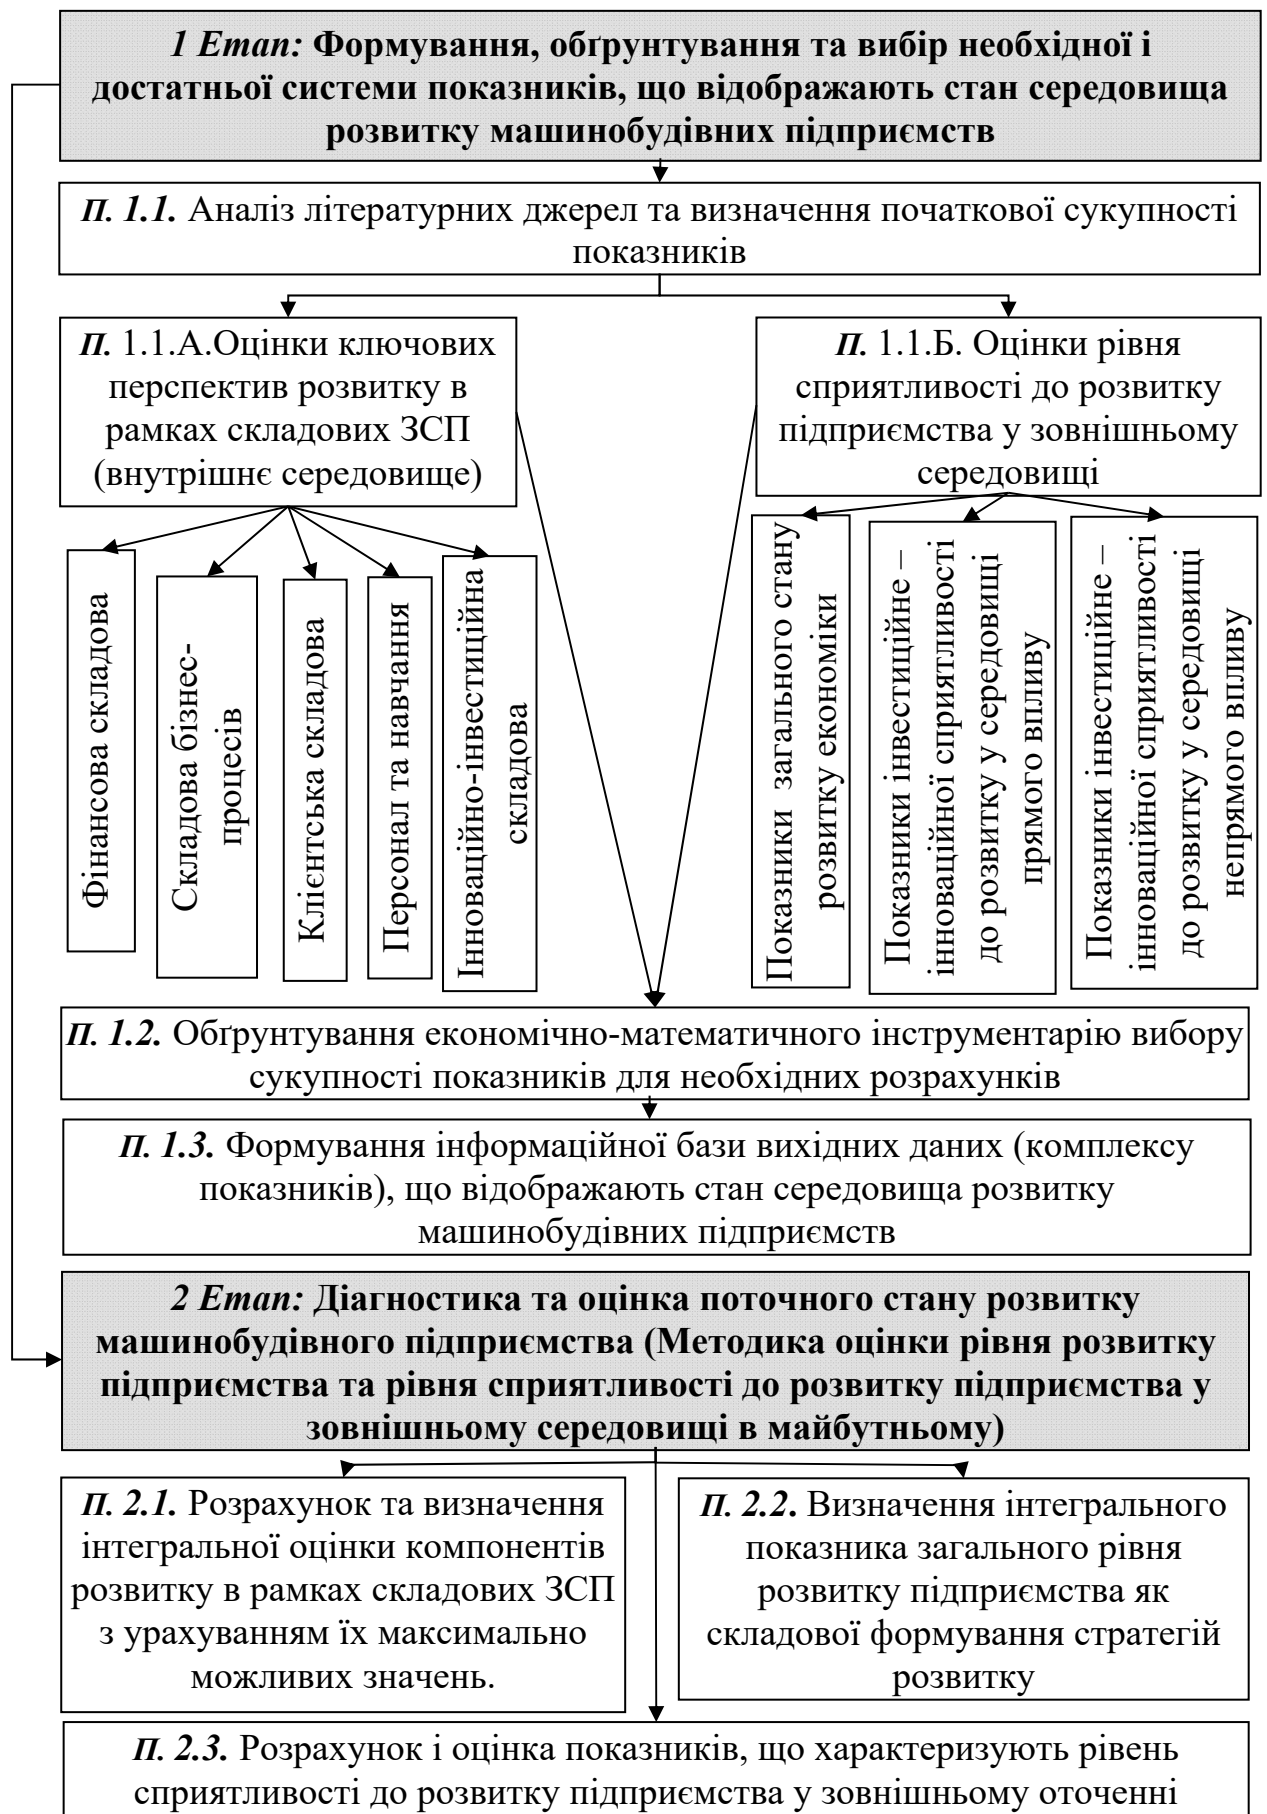 1 Етап: Формування, обґрунтування та вибір необхідної і
достатньої системи показників, що відображають стан середовища
розвитку машинобудівних підприємств
П. 1.1. Аналіз літературних джерел та визначення початкової сукупності
показників
П. 1.1.А.Оцінки ключових
перспектив розвитку в
рамках складових ЗСП
(внутрішнє середовище)
П. 1.1.Б. Оцінки рівня
сприятливості до розвитку
підприємства у зовнішньому
середовищі
Фінансова складова
Складова бізнес-
процесів
Клієнтська складова
Персонал та навчання
Інноваційно-інвестиційна
складова
Показники загального стану
розвитку економіки
Показники інвестиційне –
інноваційної сприятливості
до розвитку у середовищі
прямого впливу
Показники інвестиційне –
інноваційної сприятливості
до розвитку у середовищі
непрямого впливу
П. 1.2. Обґрунтування економічно-математичного інструментарію вибору
сукупності показників для необхідних розрахунків
П. 1.3. Формування інформаційної бази вихідних даних (комплексу
показників), що відображають стан середовища розвитку
машинобудівних підприємств
2 Етап: Діагностика та оцінка поточного стану розвитку
машинобудівного підприємства (Методика оцінки рівня розвитку
підприємства та рівня сприятливості до розвитку підприємства у
зовнішньому середовищі в майбутньому)
П. 2.1. Розрахунок та визначення
інтегральної оцінки компонентів
розвитку в рамках складових ЗСП
з урахуванням їх максимально
можливих значень.
П. 2.2. Визначення інтегрального
показника загального рівня
розвитку підприємства як
складової формування стратегій
розвитку
П. 2.3. Розрахунок і оцінка показників, що характеризують рівень
сприятливості до розвитку підприємства у зовнішньому оточенні